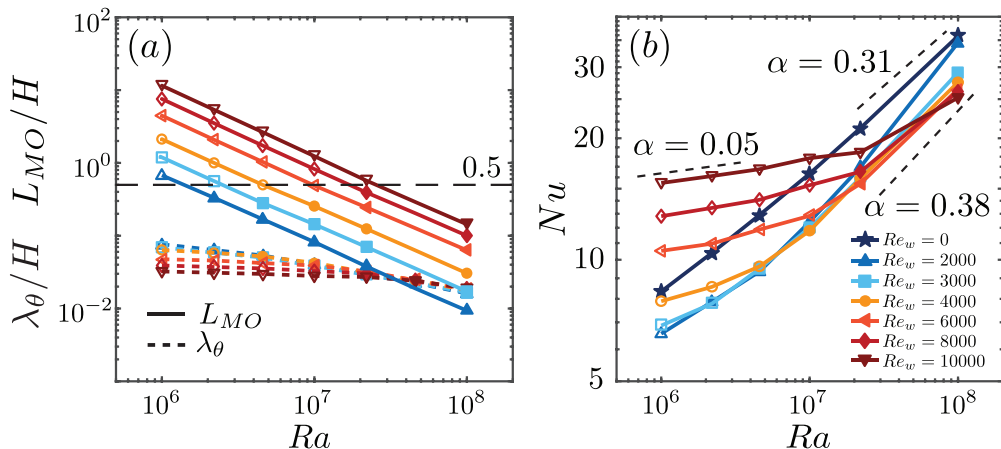 (a)
λ_θ/H L_MO/H
10^2
10^0
10^-2
0.5
L_MO
λ_θ
10^6 10^7 10^8
Ra
(b)
Nu
30
20
10
5
α = 0.31
α = 0.05
α = 0.38
Re_w = 0
Re_w = 2000
Re_w = 3000
Re_w = 4000
Re_w = 6000
Re_w = 8000
Re_w = 10000
10^6 10^7 10^8
Ra